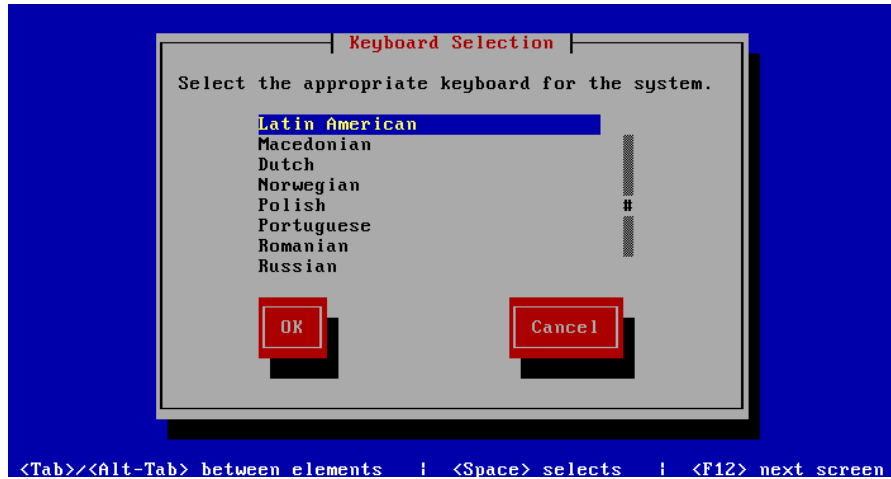 Keyboard Selection
Select the appropriate keyboard for the system.
Latin American
Macedonian
Dutch
Norwegian
Polish #
Portuguese
Romanian
Russian
OK Cancel
<Tab>/<Alt-Tab> between elements | <Space> selects | <F12> next screen